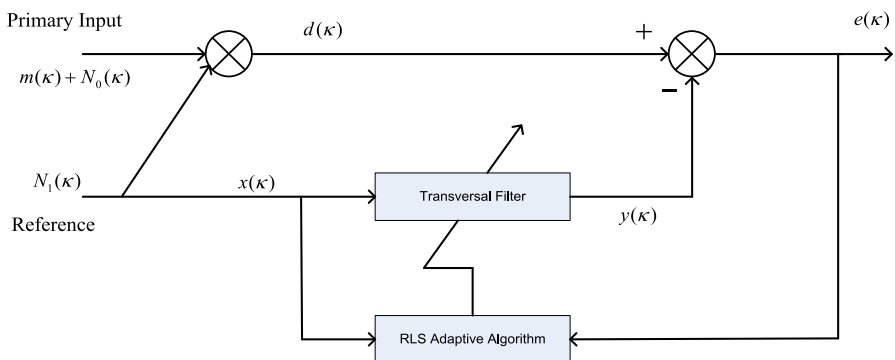 Primary Input
d(κ)
+
e(κ)
m(κ) + N₀(κ)
−
N₁(κ)
x(κ)
Transversal Filter
y(κ)
Reference
RLS Adaptive Algorithm